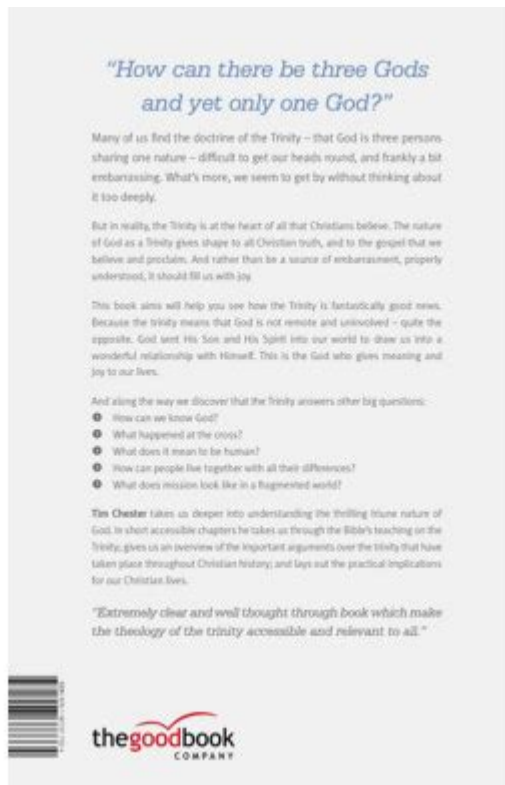 "How can there be three Gods
and yet only one God?"
Many of us find the doctrine of the Trinity – that God is three persons
sharing one nature – difficult to get our heads round, and frankly a bit
embarrassing. What's more, we seem to get by without thinking about
it too deeply.
But in reality, the Trinity is at the heart of all that Christians believe. The nature
of God as a Trinity gives shape to all Christian truth, and to the gospel that we
believe and proclaim. And rather than be a source of embarrasment, properly
understood, it should fill us with joy.
This book aims will help you see how the Trinity is fantastically good news.
Because the trinity means that God is not remote and uninvolved – quite the
opposite. God sent His Son and His Spirit into our world to draw us into a
wonderful relationship with Himself. This is the God who gives meaning and
joy to our lives.
And along the way we discover that the Trinity answers other big questions:
How can we know God?
What happened at the cross?
What does it mean to be human?
How can people live together with all their differences?
What does mission look like in a fragmented world?
Tim Chester takes us deeper into understanding the thrilling triune nature of
God. In short accessible chapters he takes us through the Bible's teaching on the
Trinity; gives us an overview of the important arguments over the trinity that have
taken place throughout Christian history; and lays out the practical implications
for our Christian lives.
"Extremely clear and well thought through book which make
the theology of the trinity accessible and relevant to all."
thegoodbook
COMPANY